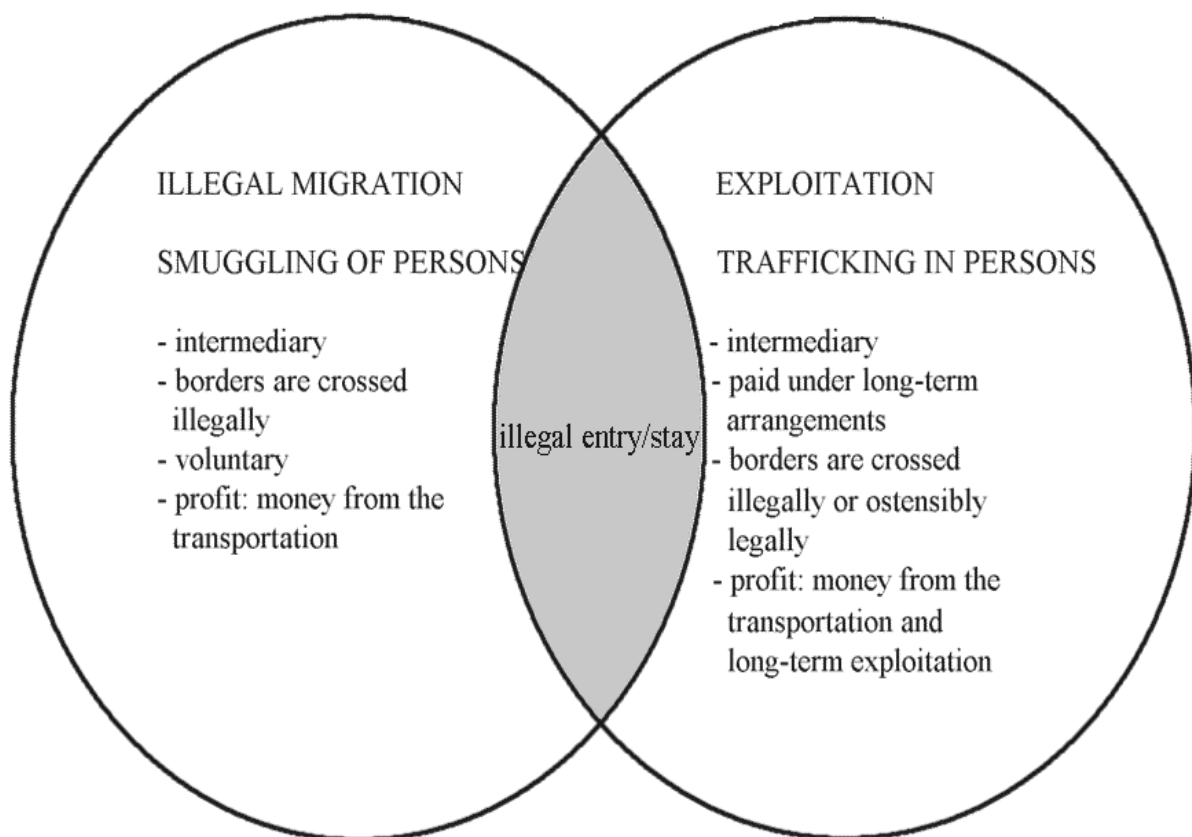 ILLEGAL MIGRATION
SMUGGLING OF PERSONS
- intermediary
- borders are crossed
illegally
- voluntary
- profit: money from the
transportation
illegal entry/stay
EXPLOITATION
TRAFFICKING IN PERSONS
- intermediary
- paid under long-term
arrangements
- borders are crossed
illegally or ostensibly
legally
- profit: money from the
transportation and
long-term exploitation